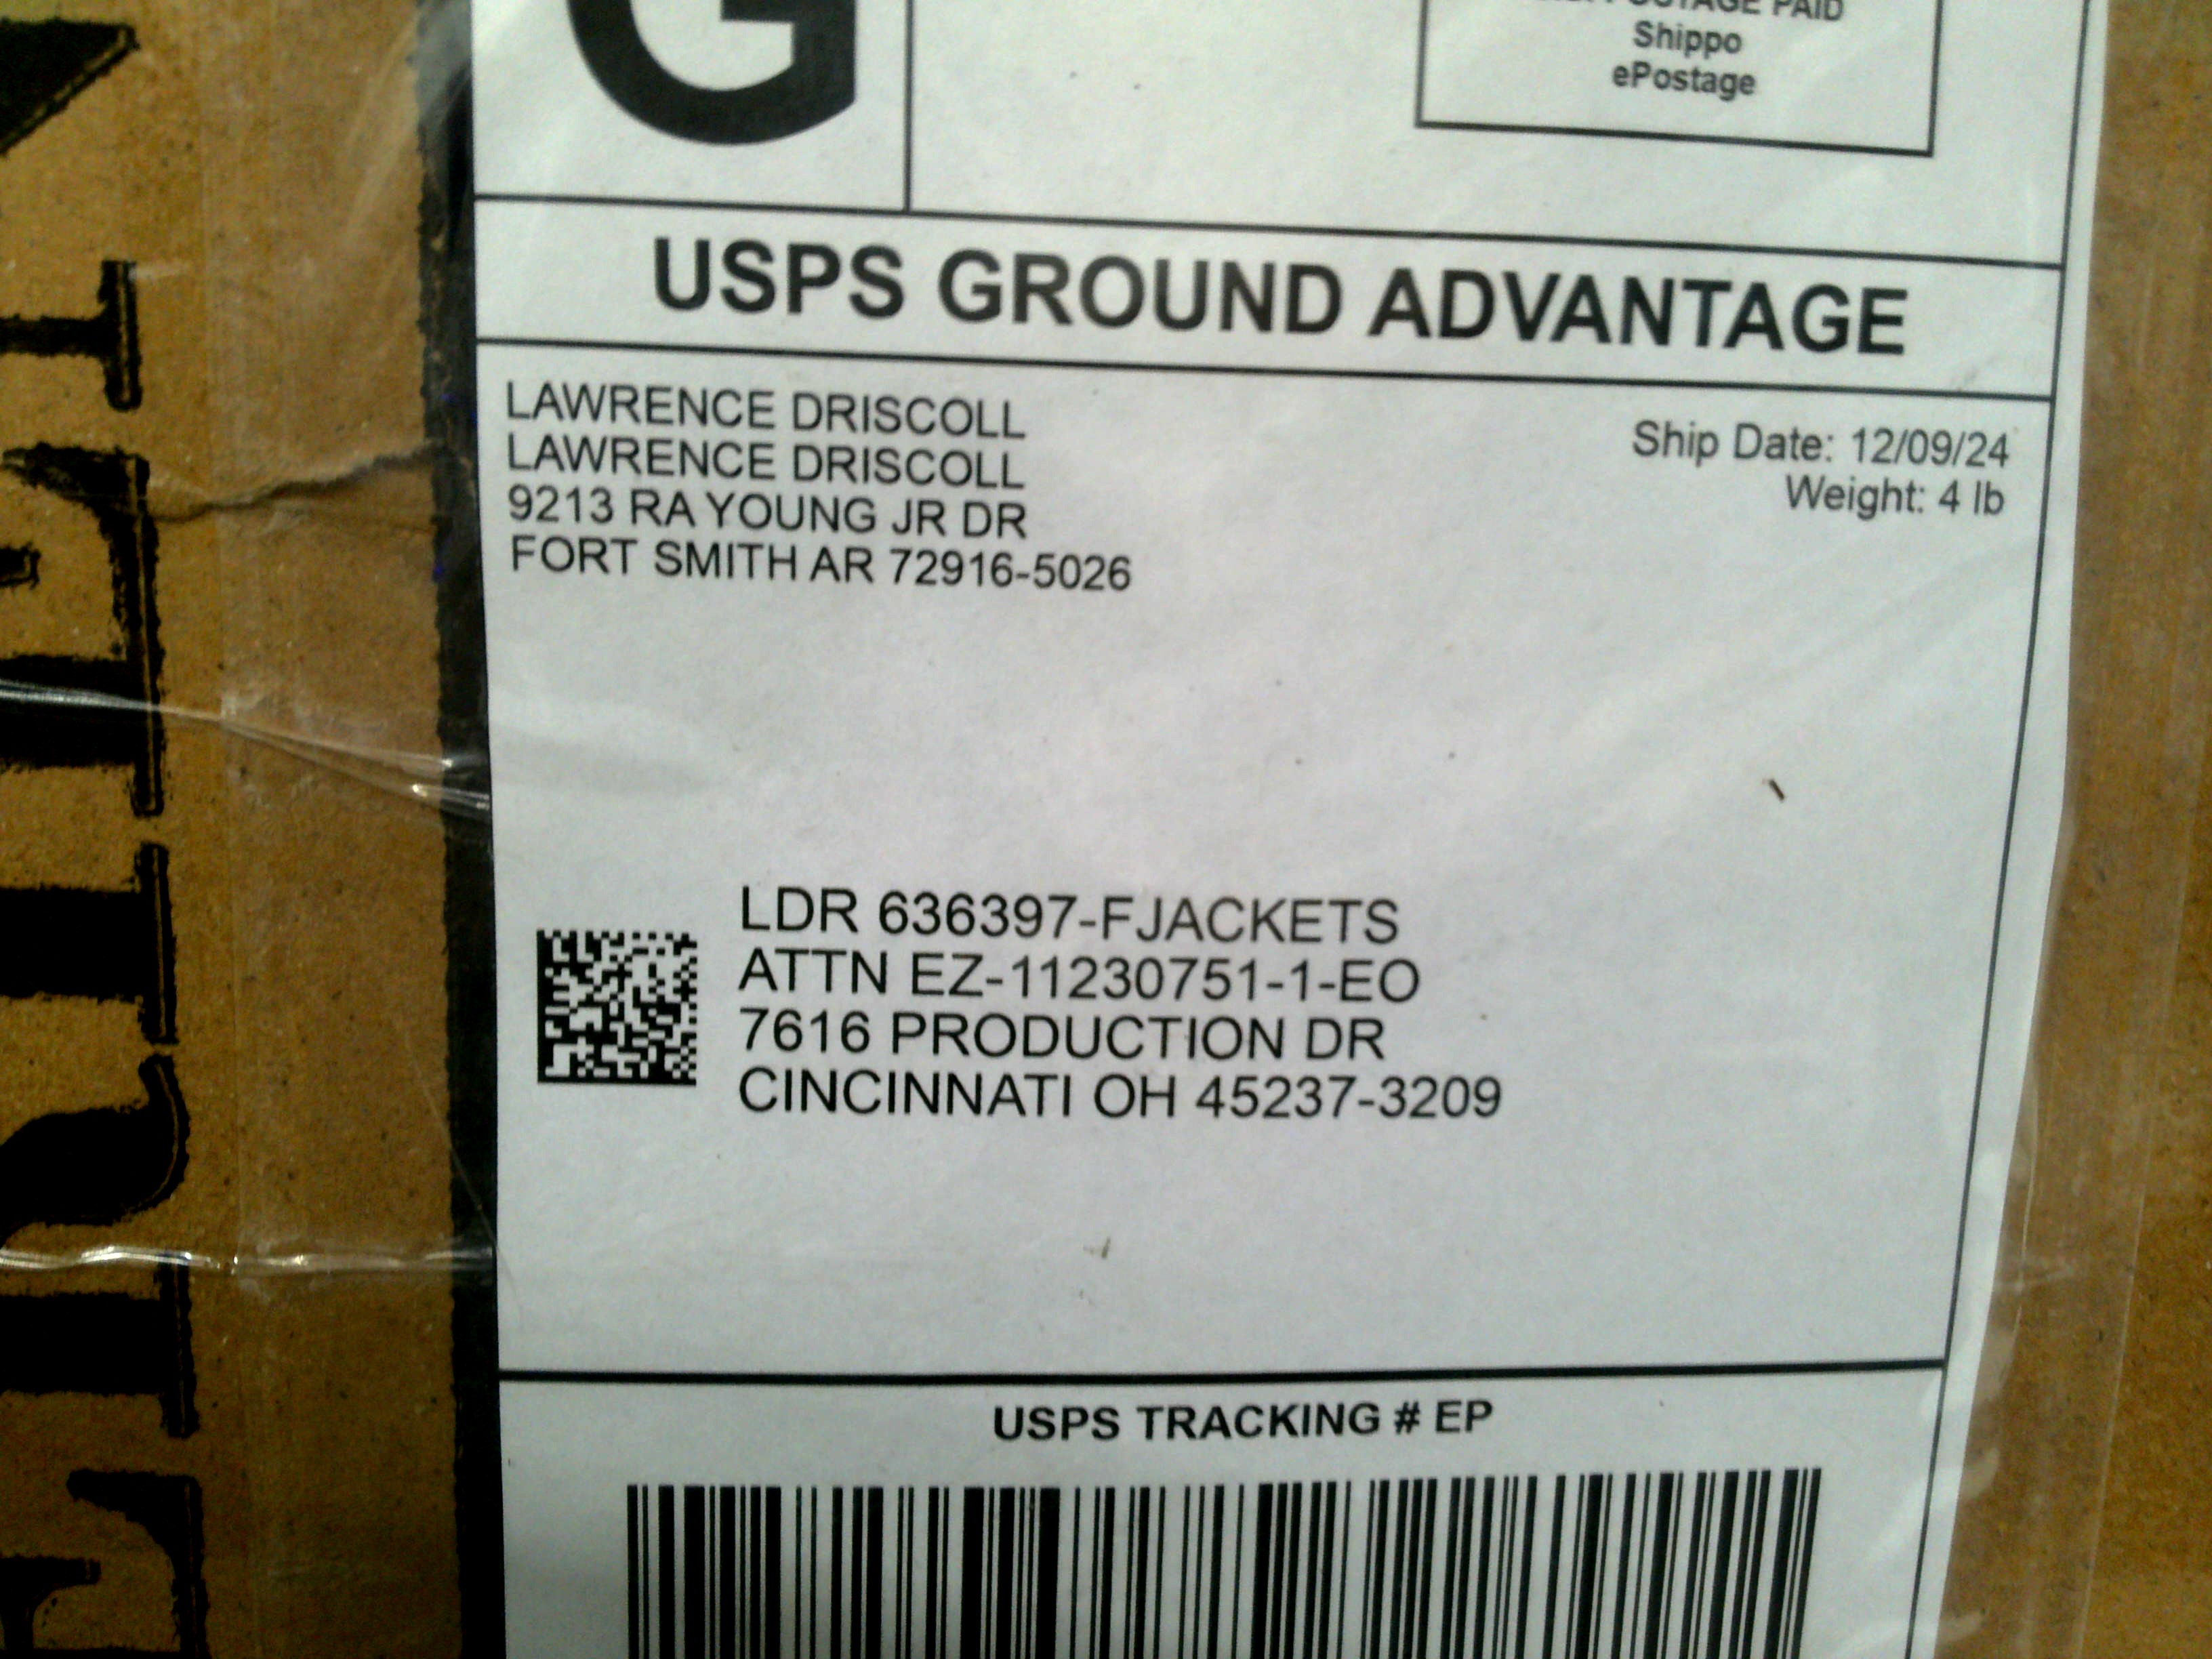 G
POSTAGE PAID
Shippo
ePostage
USPS GROUND ADVANTAGE
LAWRENCE DRISCOLL
LAWRENCE DRISCOLL
9213 RA YOUNG JR DR
FORT SMITH AR 72916-5026
Ship Date: 12/09/24
Weight: 4 lb
LDR 636397-FJACKETS
ATTN EZ-11230751-1-EO
7616 PRODUCTION DR
CINCINNATI OH 45237-3209
USPS TRACKING # EP